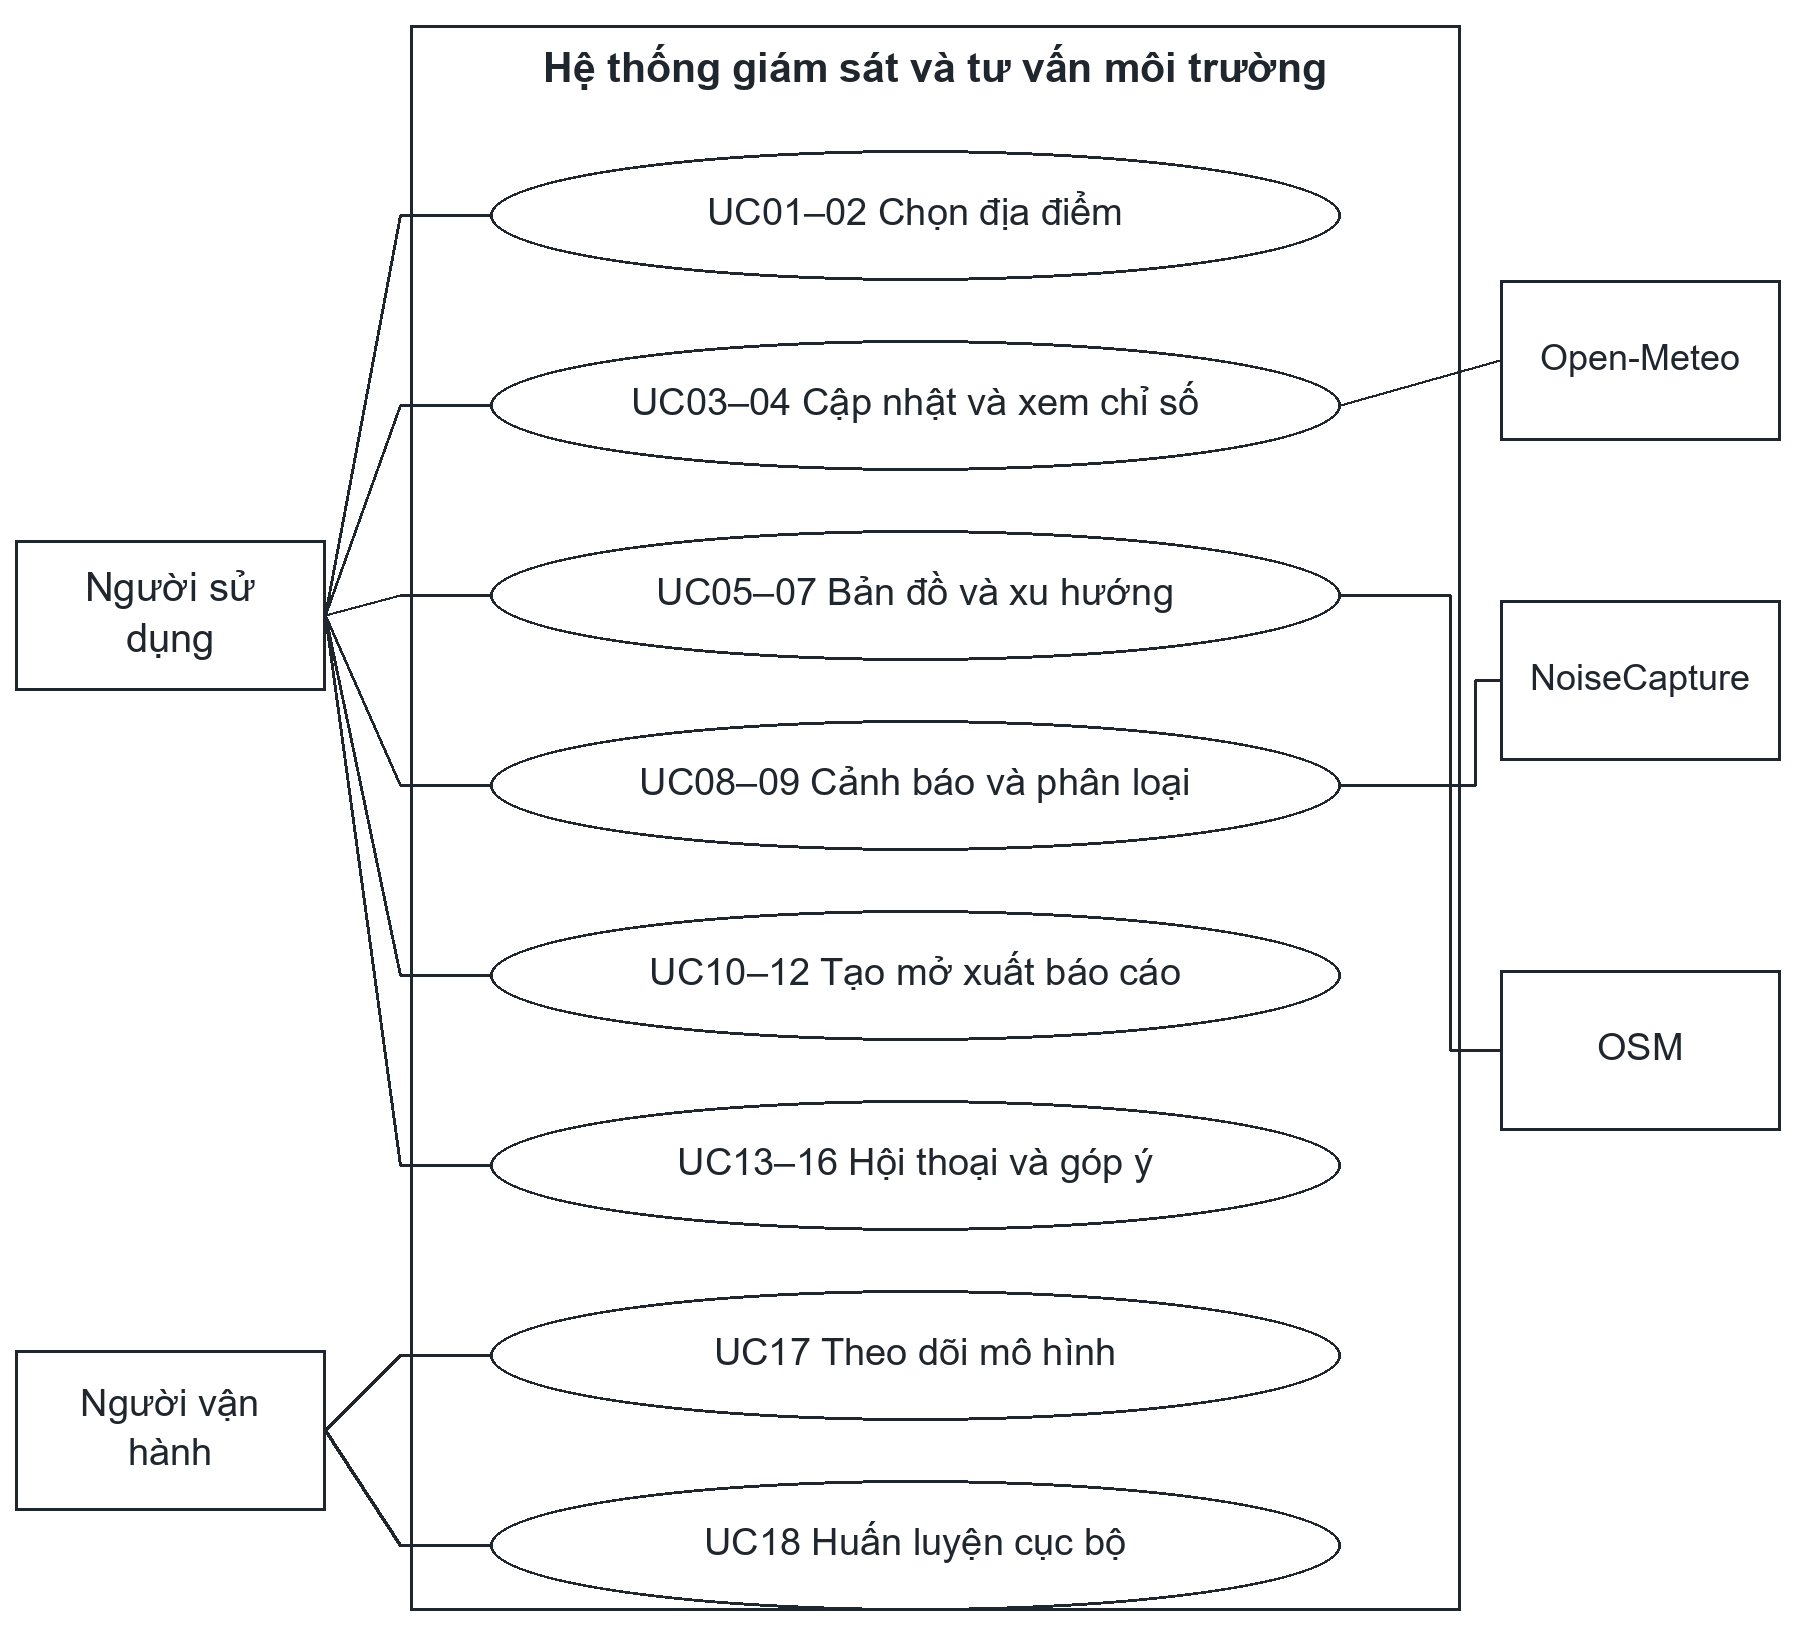 Hệ thống giám sát và tư vấn môi trường
UC01–02 Chọn địa điểm
UC03–04 Cập nhật và xem chỉ số
UC05–07 Bản đồ và xu hướng
UC08–09 Cảnh báo và phân loại
UC10–12 Tạo mở xuất báo cáo
UC13–16 Hội thoại và góp ý
UC17 Theo dõi mô hình
UC18 Huấn luyện cục bộ
Người sử
dụng
Người vận
hành
Open-Meteo
NoiseCapture
OSM